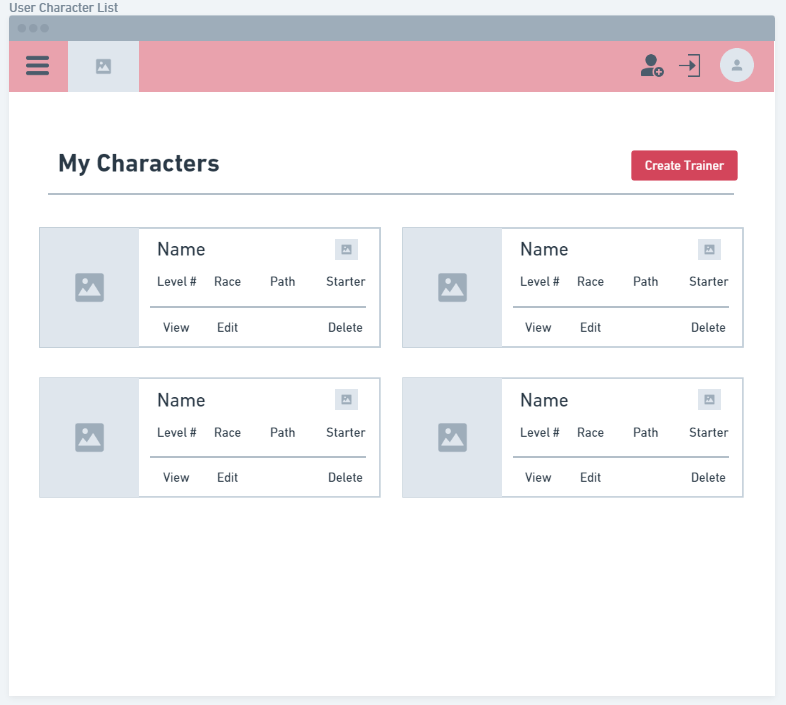 User Character List
My Characters
Create Trainer
Name
Level # Race Path Starter
View Edit Delete
Name
Level # Race Path Starter
View Edit Delete
Name
Level # Race Path Starter
View Edit Delete
Name
Level # Race Path Starter
View Edit Delete